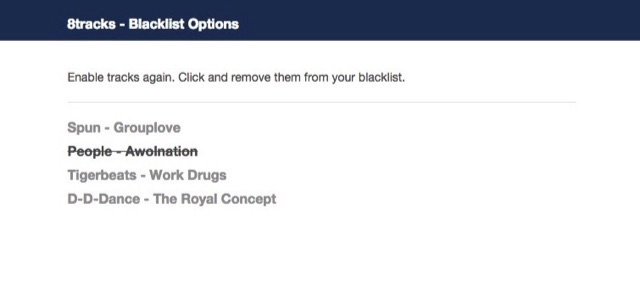 8tracks - Blacklist Options
Enable tracks again. Click and remove them from your blacklist.
Spun - Grouplove
People - Awolnation
Tigerbeats - Work Drugs
D-D-Dance - The Royal Concept